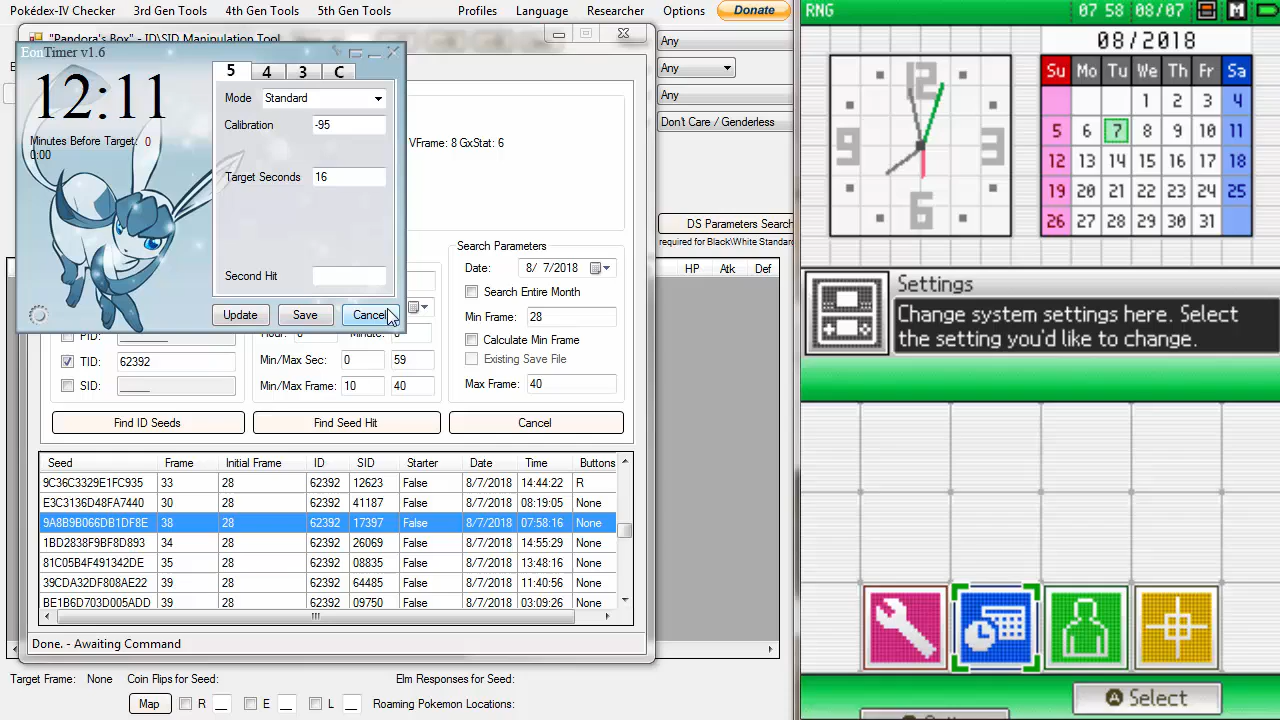 Pokédex-IV Checker 3rd Gen Tools 4th Gen Tools 5th Gen Tools Profiles Language Researcher Options Donate
"Pandora's Box" - ID\SID Manipulation Tool
EonTimer v1.6
12:11
Minutes Before Target 0
0:00
5 4 3 C
Mode Standard
Calibration -95
Target Seconds 16
Second Hit
Update Save Cancel
VFrame: 8 GxStat: 6
Any
Any
Any
Don't Care / Genderless
DS Parameters Search
required for Black\White Standard
HP Atk Def
Search Parameters
Date: 8/ 7/2018
Search Entire Month
Min Frame: 28
Calculate Min Frame
Existing Save File
Max Frame: 40
PID:
TID: 62392
SID:
Min/Max Sec: 0 59
Min/Max Frame: 10 40
Find ID Seeds Find Seed Hit Cancel
Seed Frame Initial Frame ID SID Starter Date Time Buttons
9C36C3329E1FC935 33 28 62392 12623 False 8/7/2018 14:44:22 R
E3C3136D48FA7440 30 28 62392 41187 False 8/7/2018 08:19:05 None
9A8B9B066DB1DF8E 38 28 62392 17397 False 8/7/2018 07:58:16 None
1BD2838F9BF8D893 34 28 62392 26069 False 8/7/2018 14:55:29 None
81C05B4F491342DE 35 28 62392 08835 False 8/7/2018 13:48:16 None
39CDA32DF808AE22 39 28 62392 64485 False 8/7/2018 11:40:56 None
BE1B6D703D005ADD 39 28 62392 09750 False 8/7/2018 03:09:26 None
Done. - Awaiting Command
Target Frame: None Coin Flips for Seed: Elm Responses for Seed:
Map R _ E _ L _ Roaming Locations:
RNG 07 58 08/07 M
12 3 6 9
08/2018
Su Mo Tu We Th Fr Sa
1 2 3 4
5 6 7 8 9 10 11
12 13 14 15 16 17 18
19 20 21 22 23 24 25
26 27 28 29 30 31
Settings
Change system settings here. Select
the setting you'd like to change.
A Select